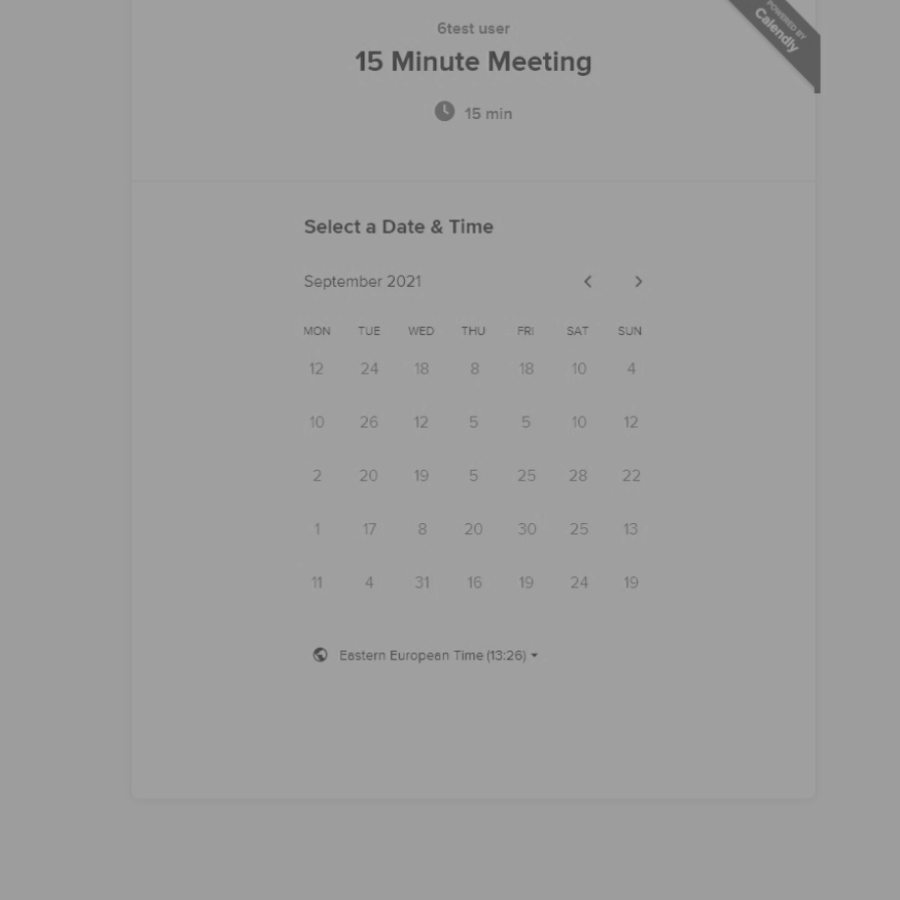 6test user
POWERED BY
Calendly
15 Minute Meeting
15 min
Select a Date & Time
September 2021
MON TUE WED THU FRI SAT SUN
12 24 18 8 18 10 4
10 26 12 5 5 10 12
2 20 19 5 25 28 22
1 17 8 20 30 25 13
11 4 31 16 19 24 19
Eastern European Time (13:26)